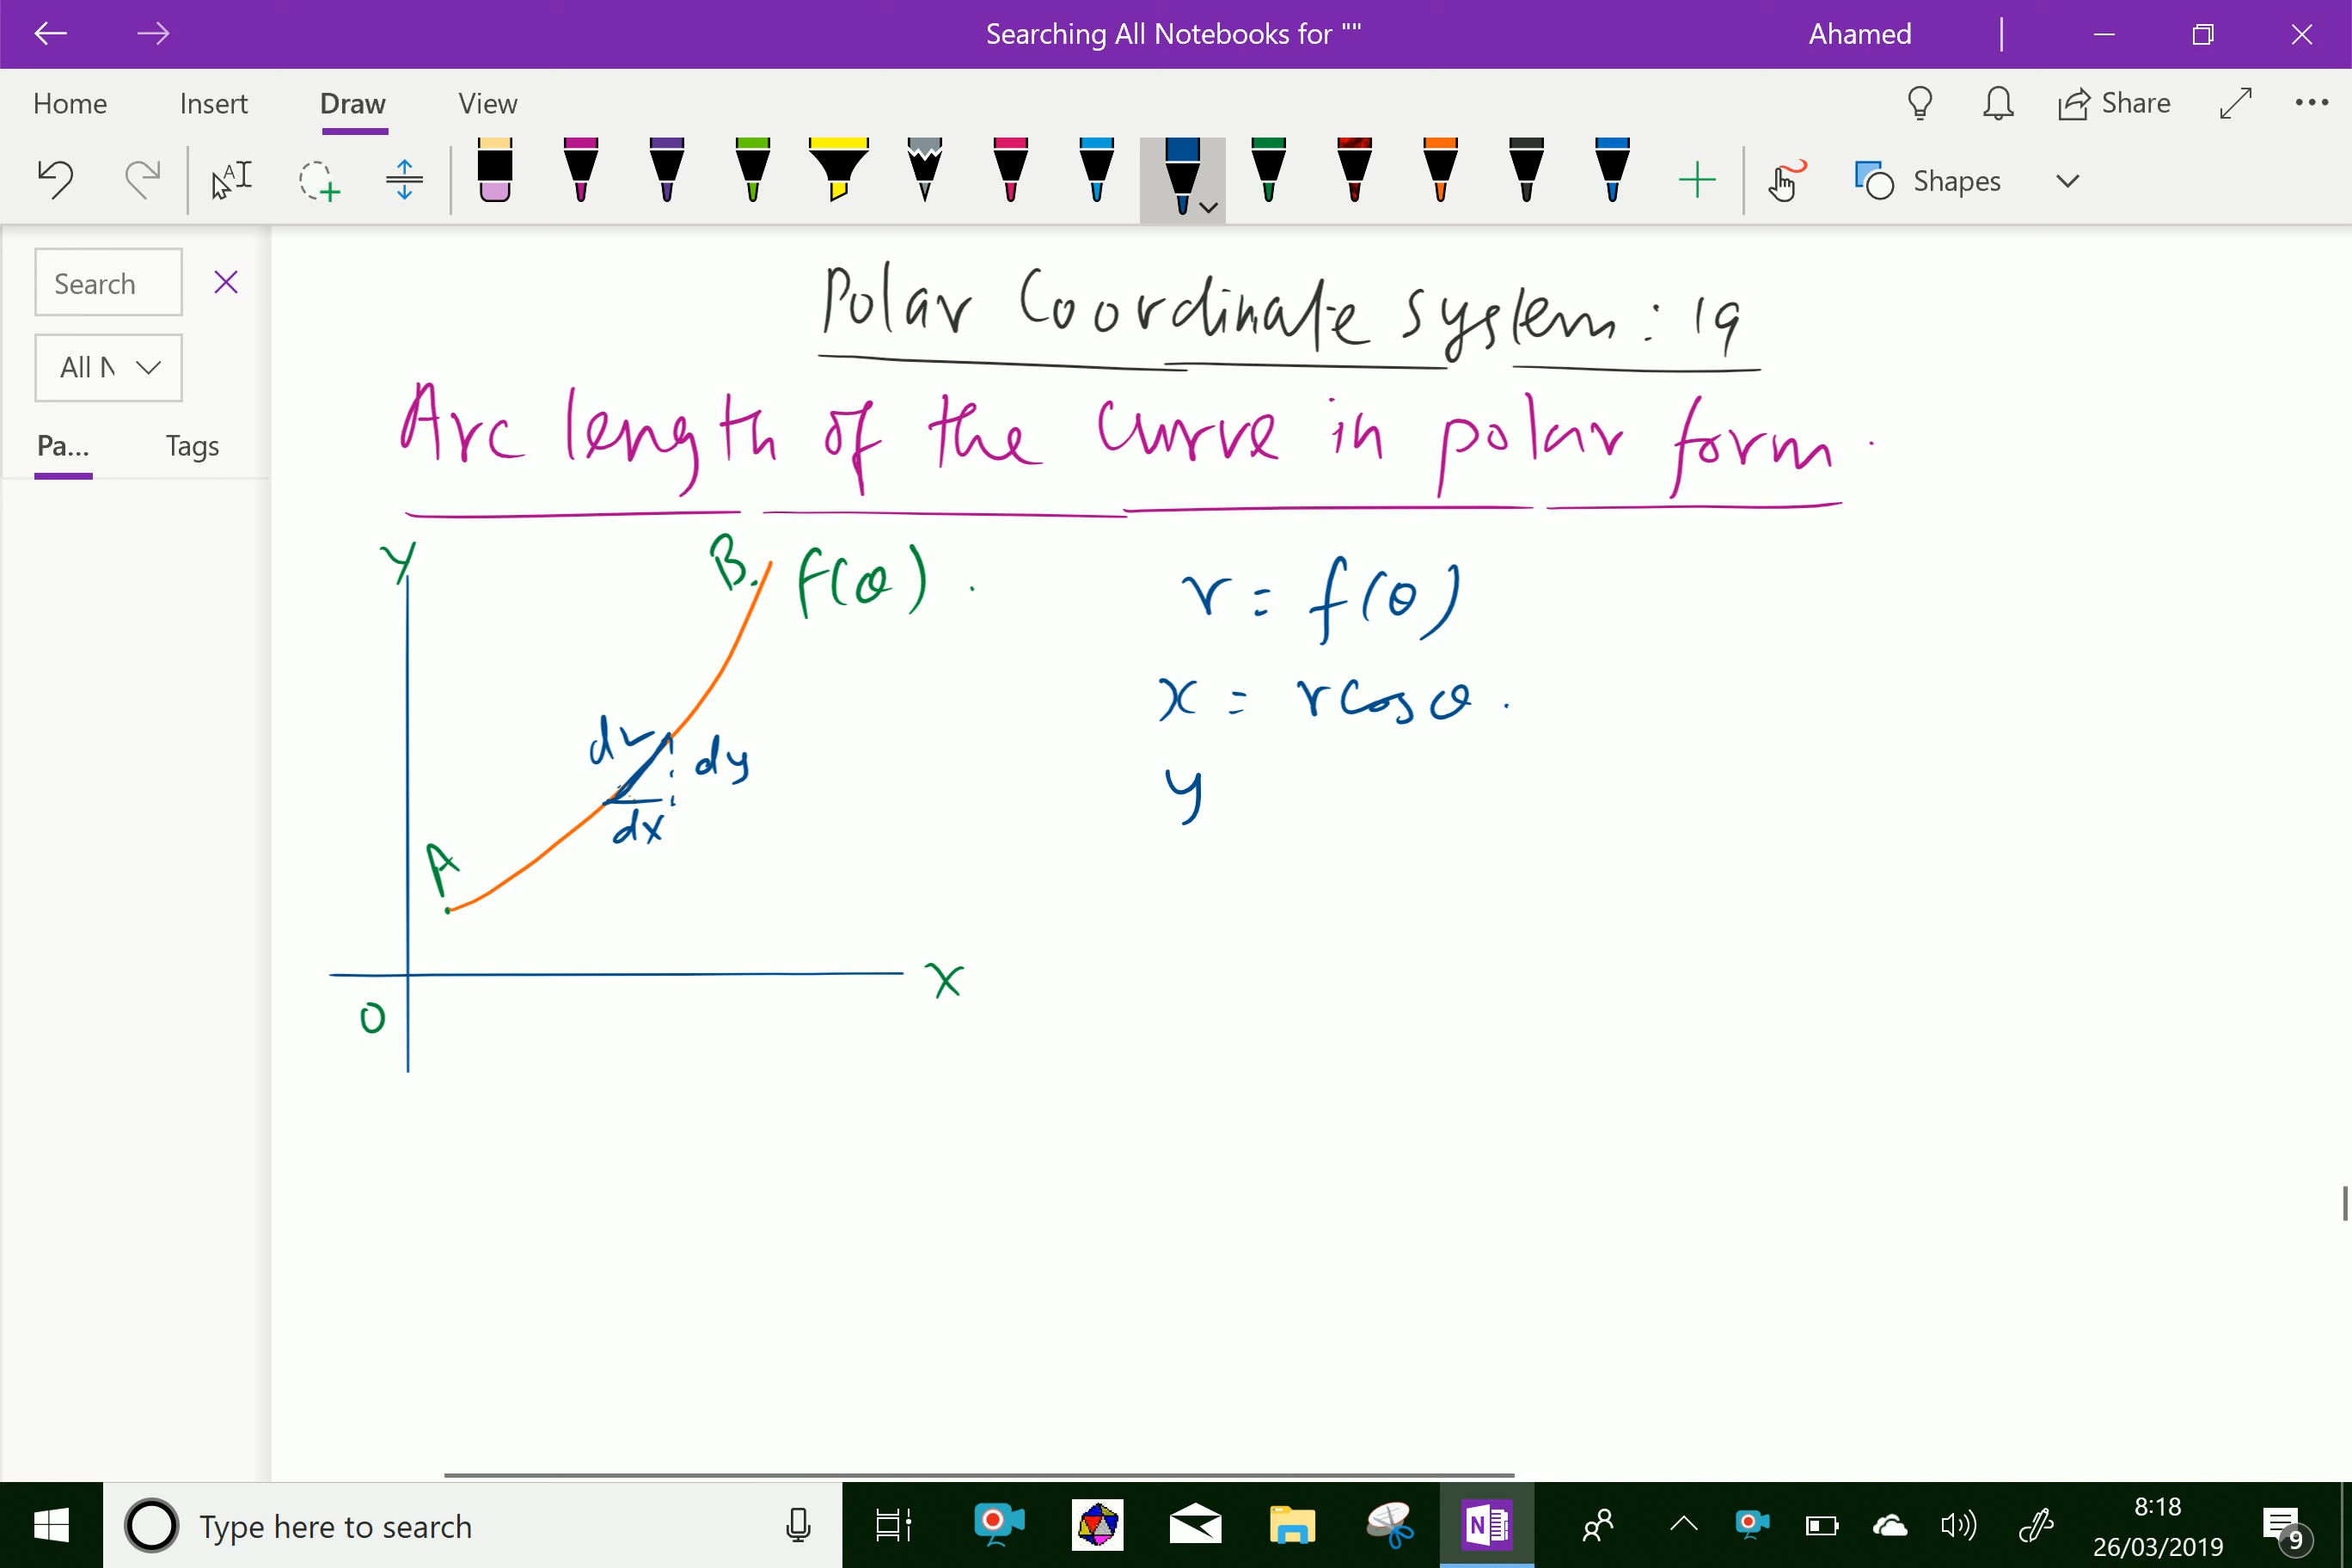 Searching All Notebooks for ""
Ahamed
Home Insert Draw View
Share
Shapes
Search
All N
Pa... Tags
Polar Coordinate system : 19
Arc length of the curve in polar form.
Y
B. f(θ).
r = f(θ)
x = rcosθ.
y
dy
dx
A
X
O
Type here to search
8:18
26/03/2019
9